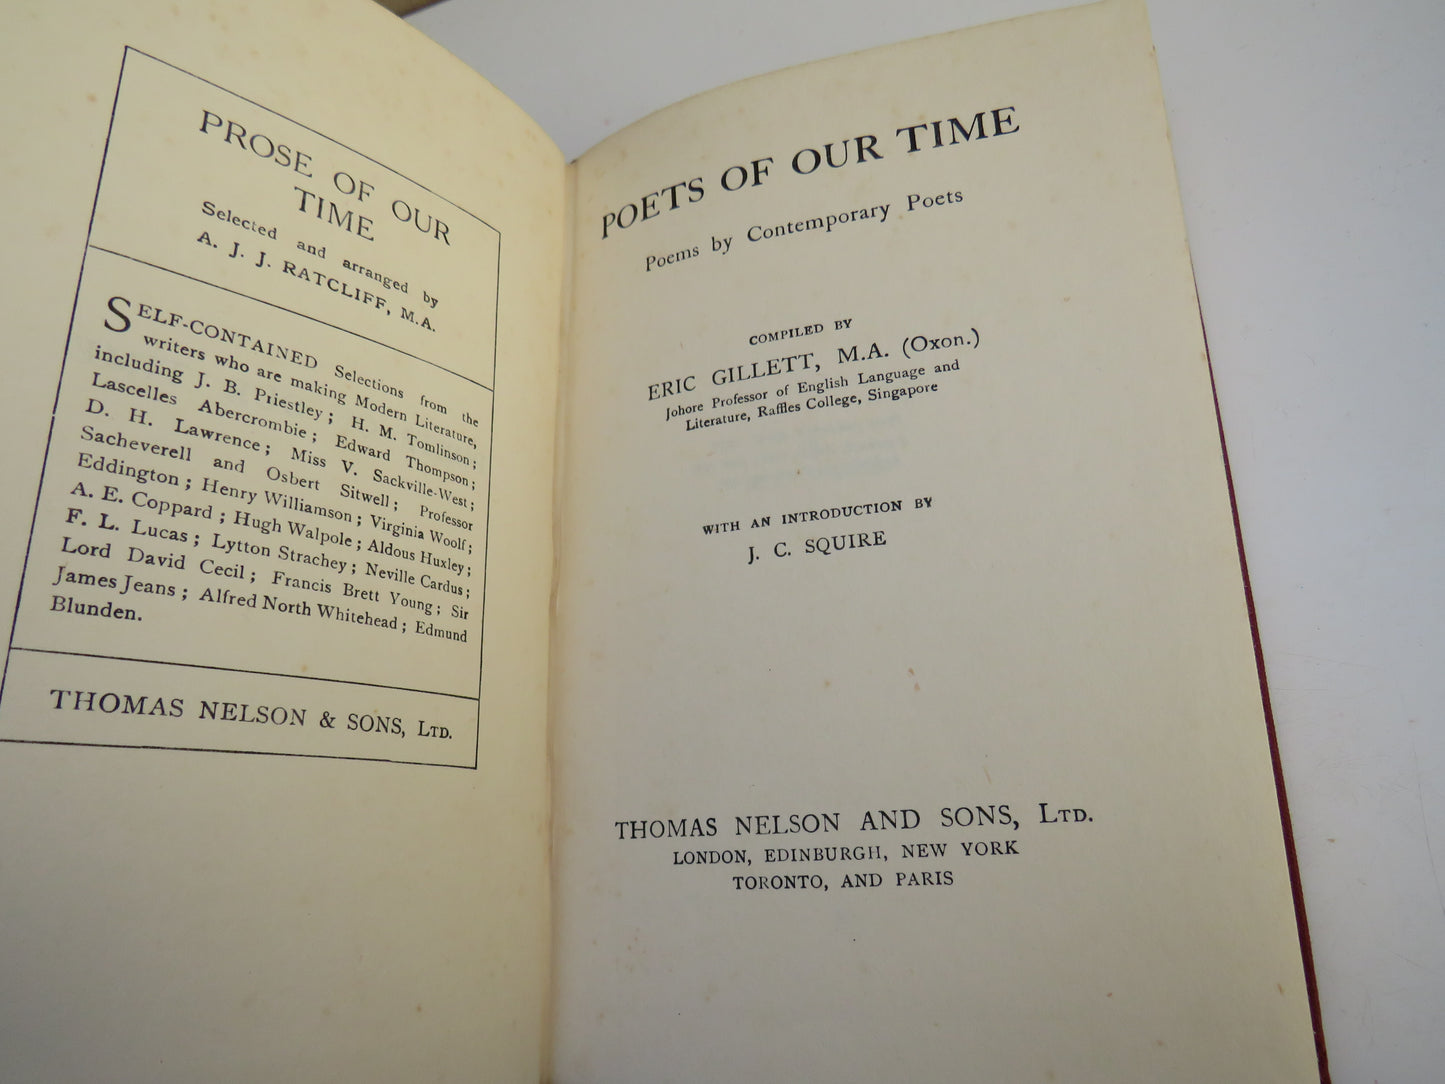 PROSE OF OUR
TIME
Selected and arranged by
A. J. J. RATCLIFF, M.A.
SELF-CONTAINED Selections from the
writers who are making Modern Literature,
including J. B. Priestley; H. M. Tomlinson;
Lascelles Abercrombie; Edward Thompson;
D. H. Lawrence; Miss V. Sackville-West;
Sacheverell and Osbert Sitwell; Professor
Eddington; Henry Williamson; Virginia Woolf;
A. E. Coppard; Hugh Walpole; Aldous Huxley;
F. L. Lucas; Lytton Strachey; Neville Cardus;
Lord David Cecil; Francis Brett Young; Sir
James Jeans; Alfred North Whitehead; Edmund
Blunden.
THOMAS NELSON & SONS, LTD.
POETS OF OUR TIME
Poems by Contemporary Poets
COMPILED BY
ERIC GILLETT, M.A. (Oxon.)
Johore Professor of English Language and
Literature, Raffles College, Singapore
WITH AN INTRODUCTION BY
J. C. SQUIRE
THOMAS NELSON AND SONS, LTD.
LONDON, EDINBURGH, NEW YORK
TORONTO, AND PARIS